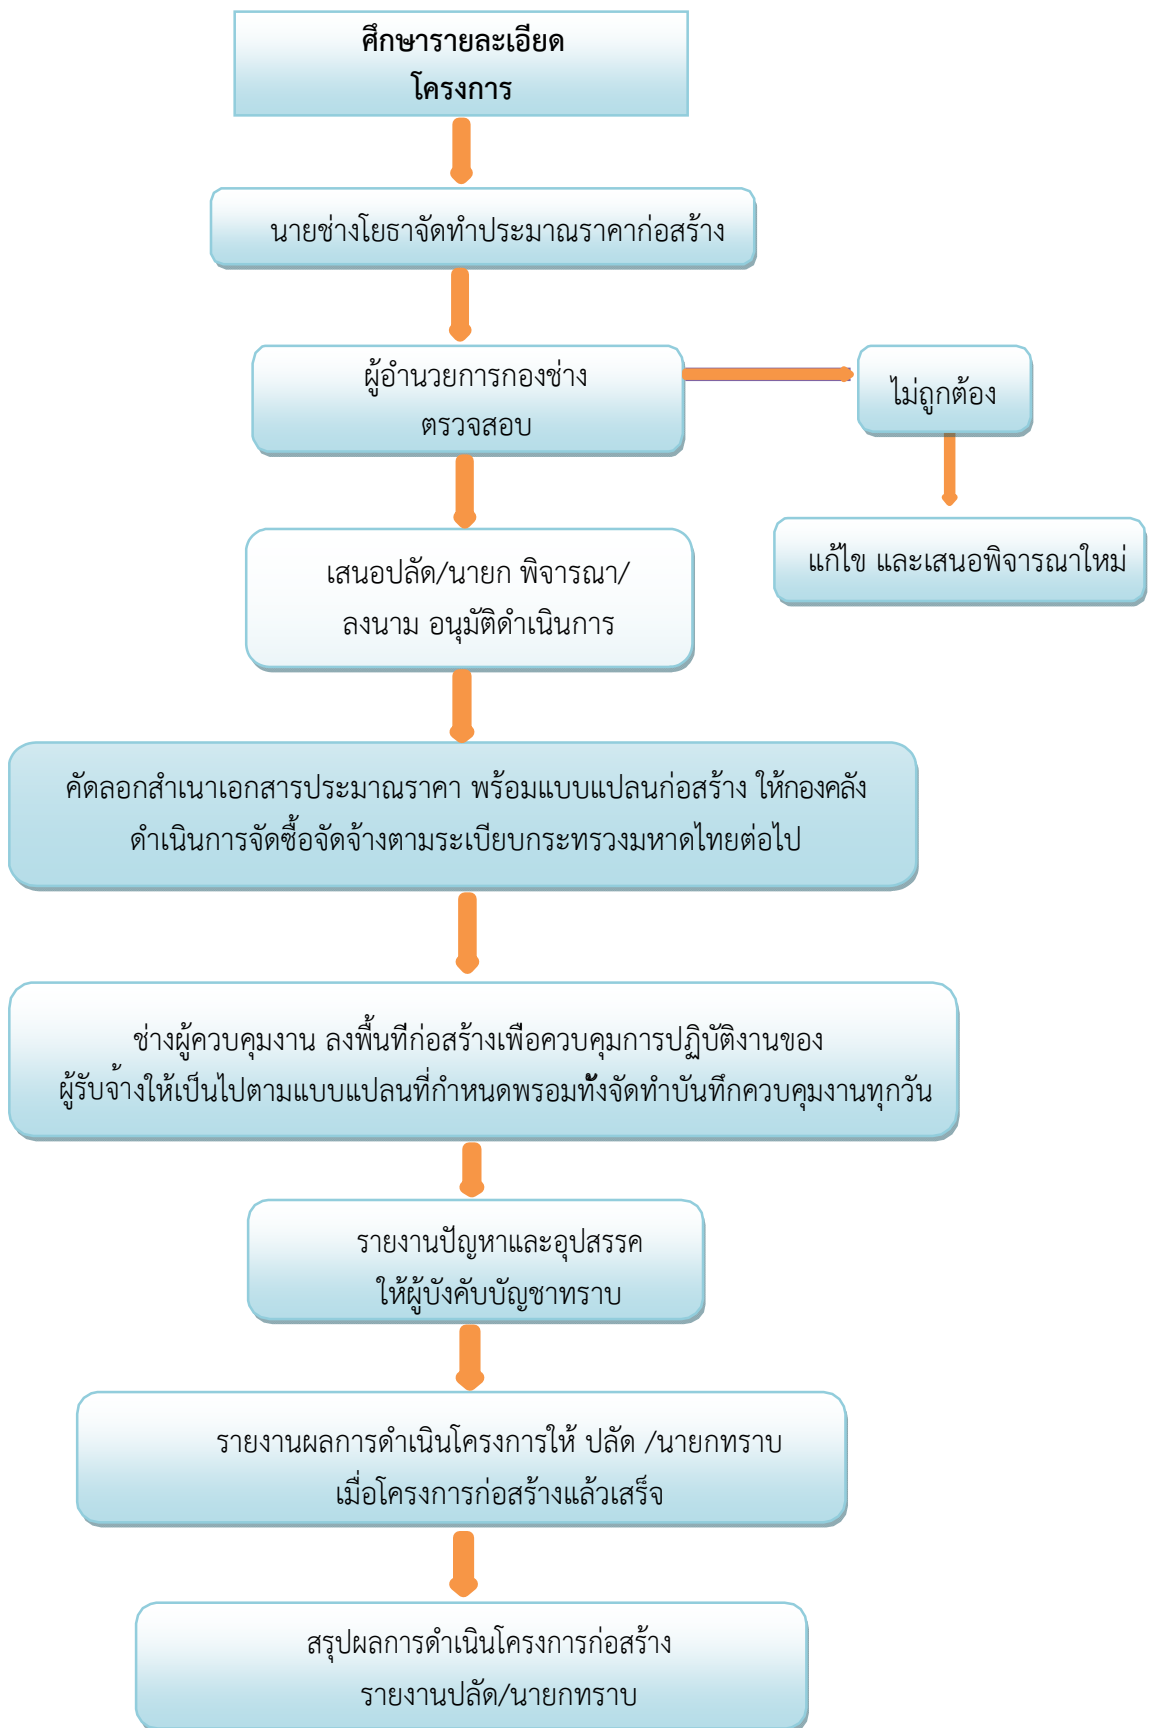 ศึกษารายละเอียด
โครงการ
นายช่างโยธาจัดทำประมาณราคาก่อสร้าง
ผู้อำนวยการกองช่าง
ตรวจสอบ
ไม่ถูกต้อง
แก้ไข และเสนอพิจารณาใหม่
เสนอปลัด/นายก พิจารณา/
ลงนาม อนุมัติดำเนินการ
คัดลอกสำเนาเอกสารประมาณราคา พร้อมแบบแปลนก่อสร้าง ให้กองคลัง
ดำเนินการจัดซื้อจัดจ้างตามระเบียบกระทรวงมหาดไทยต่อไป
ช่างผู้ควบคุมงาน ลงพื้นทีก่อสร้างเพือควบคุมการปฏิบัติงานของ
ผู้รับจ้างให้เป็นไปตามแบบแปลนที่กำหนดพรอมทั้งจัดทำบันทึกควบคุมงานทุกวัน
รายงานปัญหาและอุปสรรค
ให้ผู้บังคับบัญชาทราบ
รายงานผลการดำเนินโครงการให้ ปลัด /นายกทราบ
เมื่อโครงการก่อสร้างแล้วเสร็จ
สรุปผลการดำเนินโครงการก่อสร้าง
รายงานปลัด/นายกทราบ